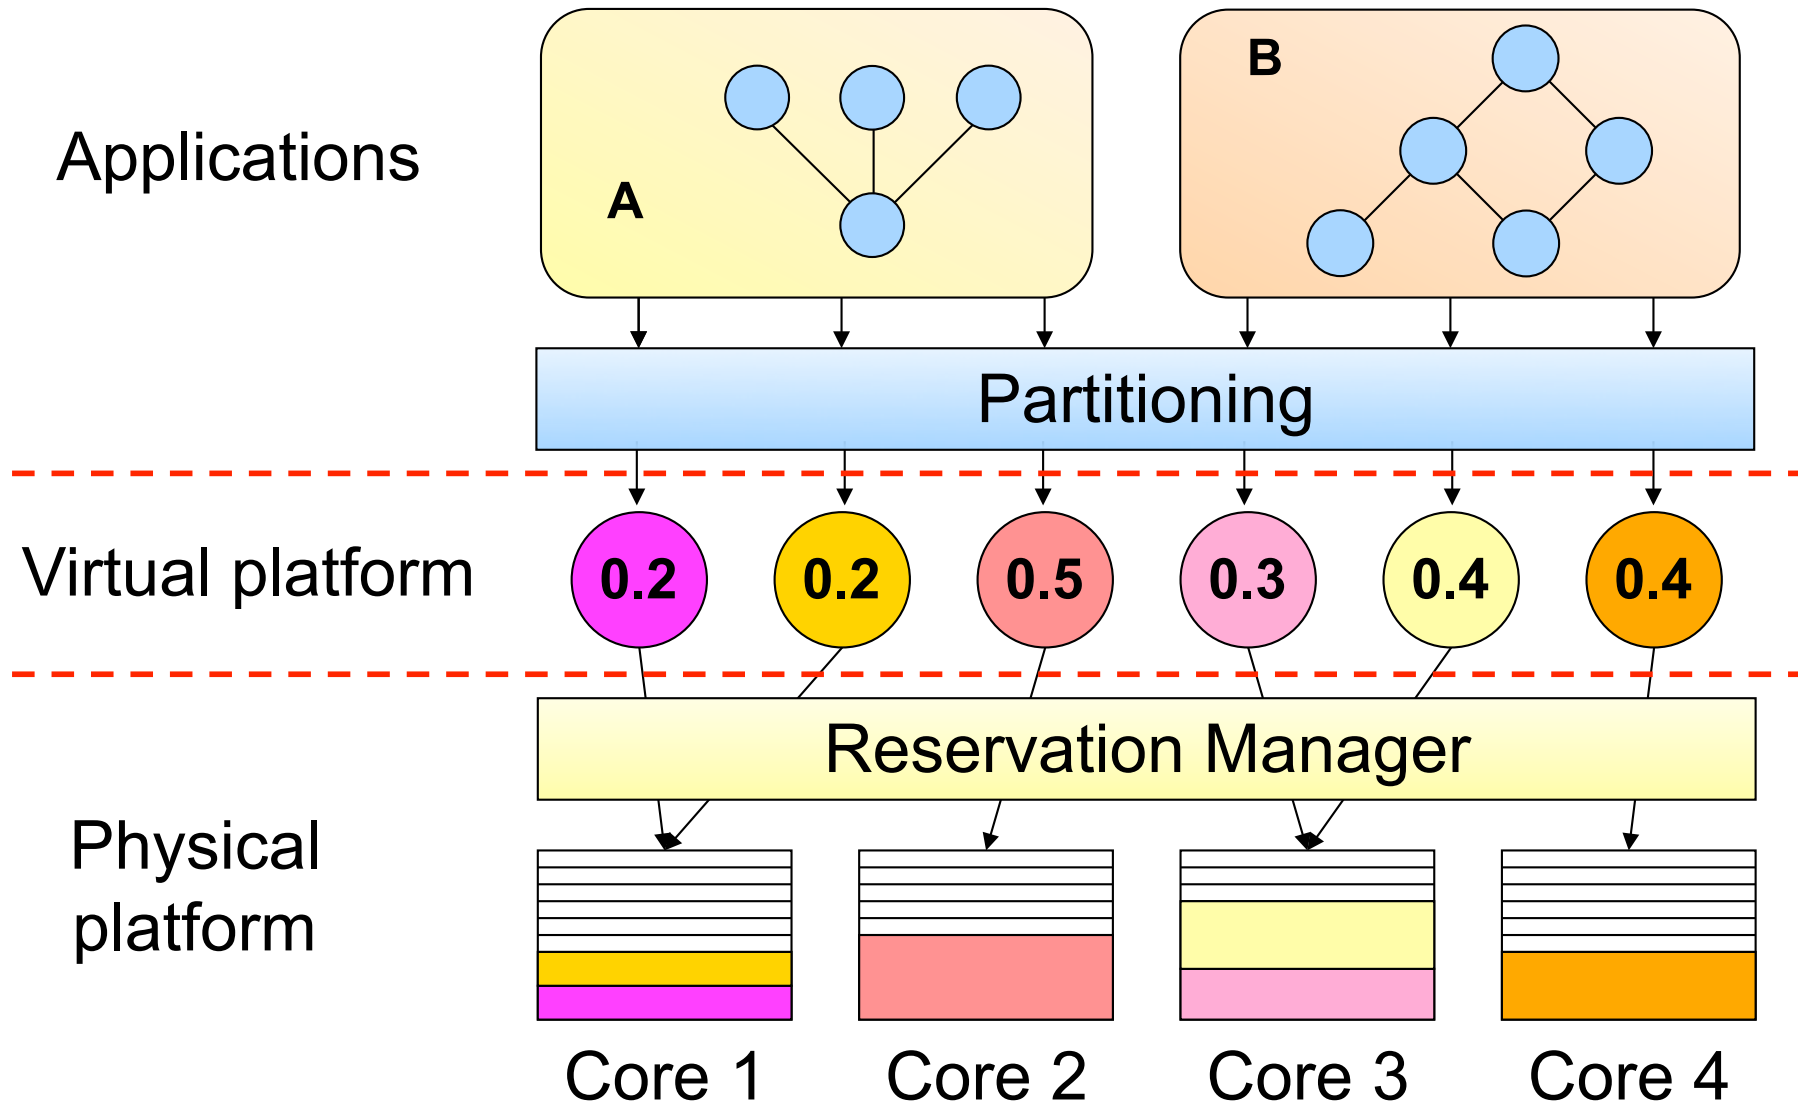 Applications
A
B
Partitioning
Virtual platform
0.2
0.2
0.5
0.3
0.4
0.4
Reservation Manager
Physical
platform
Core 1
Core 2
Core 3
Core 4